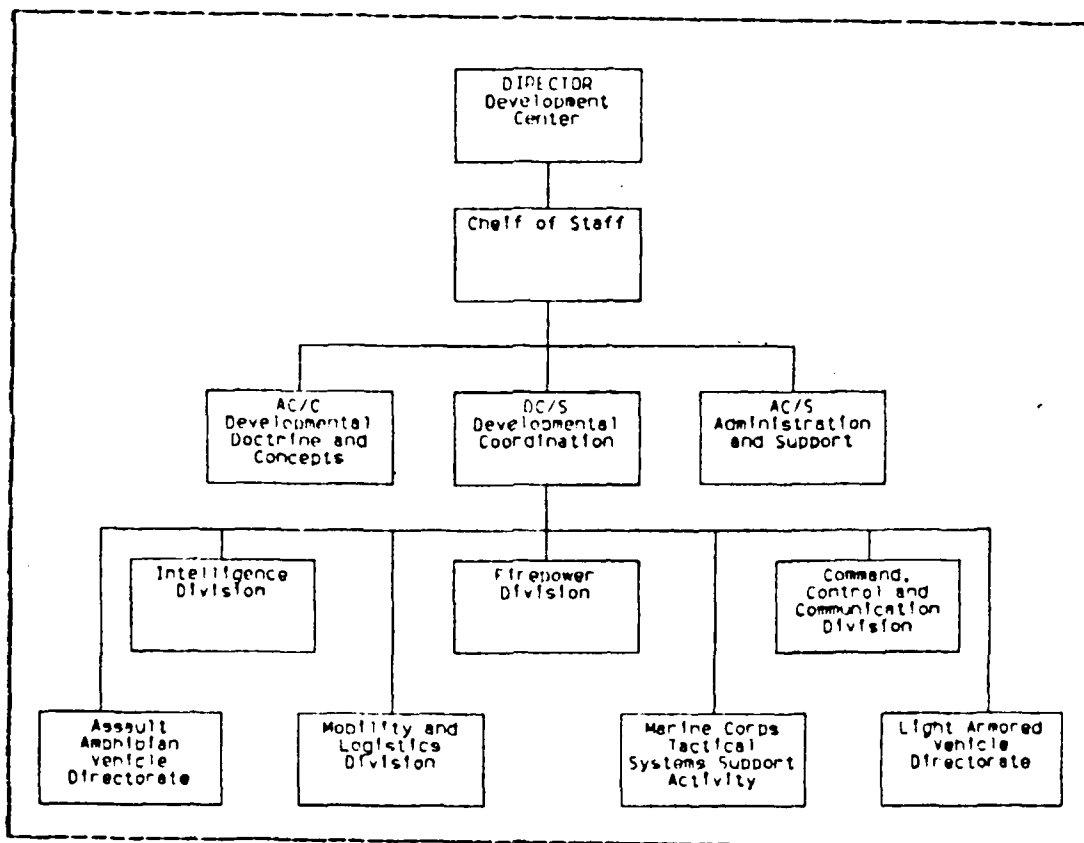 DIRECTOR
Development
Center
Cheif of Staff
AC/C
Developmental
Doctrine and
Concepts
DC/S
Developmental
Coordination
AC/S
Administration
and Support
Intelligence
Division
Firepower
Division
Command,
Control and
Communication
Division
Assault
Amphibian
Vehicle
Directorate
Mobility and
Logistics
Division
Marine Corps
Tactical
Systems Support
Activity
Light Armored
Vehicle
Directorate